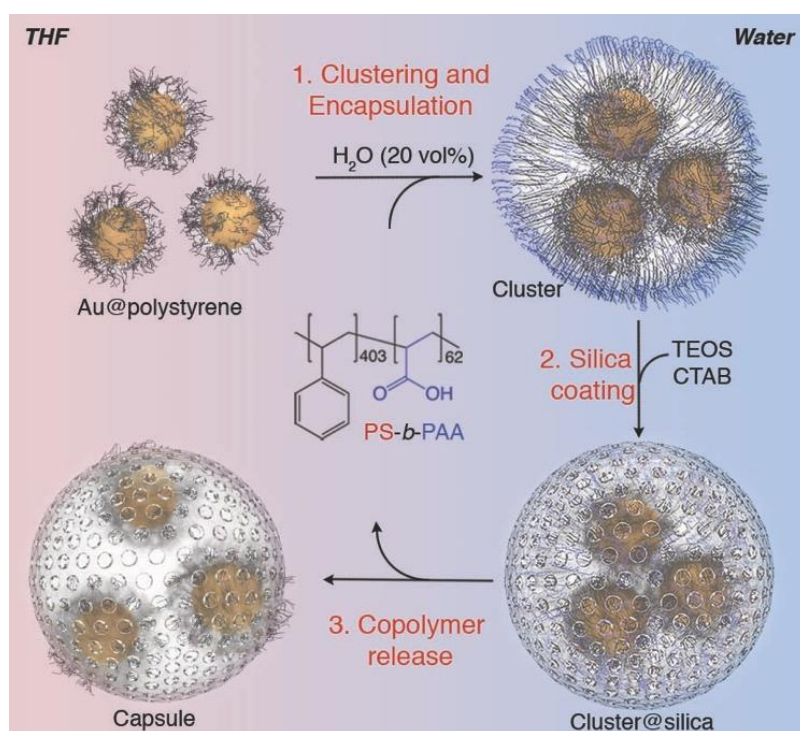 THF
Water
1. Clustering and
Encapsulation
H₂O (20 vol%)
Au@polystyrene
Cluster
403
62
O
OH
PS-b-PAA
2. Silica
coating
TEOS
CTAB
3. Copolymer
release
Capsule
Cluster@silica